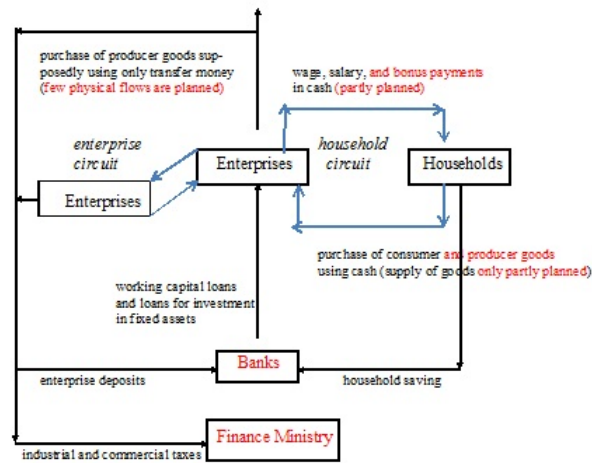 purchase of producer goods sup-
posedly using only transfer money
(few physical flows are planned)
wage, salary, and bonus payments
in cash (partly planned)
enterprise
circuit
Enterprises
household
circuit
Households
Enterprises
purchase of consumer and producer goods
using cash (supply of goods only partly planned)
working capital loans
and loans for investment
in fixed assets
Banks
enterprise deposits
household saving
Finance Ministry
industrial and commercial taxes